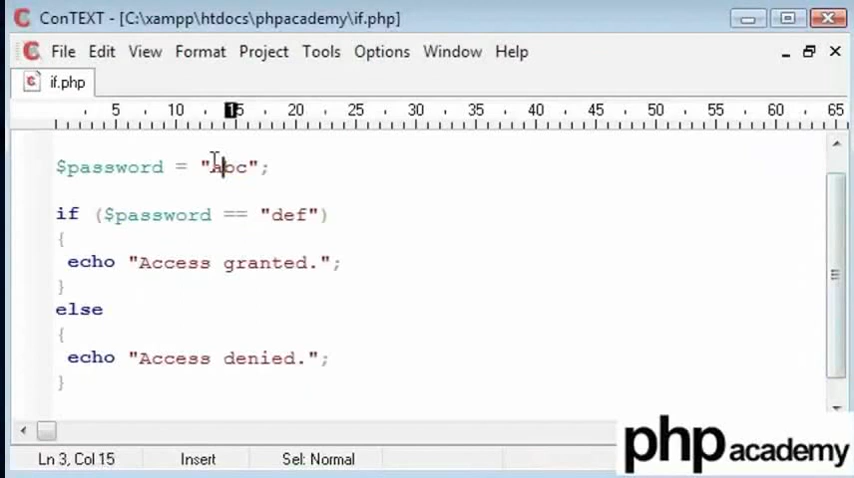 ConTEXT - [C:\xampp\htdocs\phpacademy\if.php]
File Edit View Format Project Tools Options Window Help
if.php
5 10 15 20 25 30 35 40 45 50 55 60 65
$password = "Abc";
if ($password == "def")
{
echo "Access granted.";
}
else
{
echo "Access denied.";
}
Ln 3, Col 15 Insert Sel: Normal
php academy